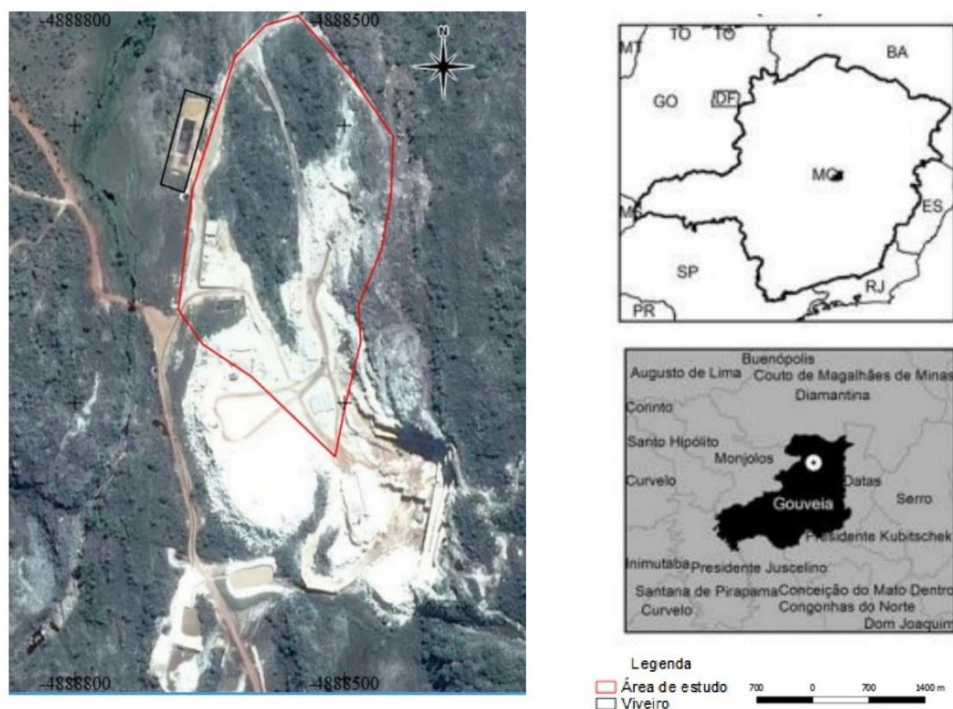 -4888800 -4888500
N
MT TO TO
BA
GO DF
MG
MS ES
SP
RJ
PR
Buenópolis
Augusto de Lima Couto de Magalhães de Minas
Diamantina
Corinto
Santo Hipólito
Monjolos
Curvelo Datas
Serro
Gouveia
Presidente Kubitschek
Inimutaba Presidente Juscelino
Santana de Pirapama Conceição do Mato Dentro
Curvelo Congonhas do Norte
Dom Joaquim
-4888800 -4888500
Legenda
Área de estudo
Viveiro
700 0 700 1400 m